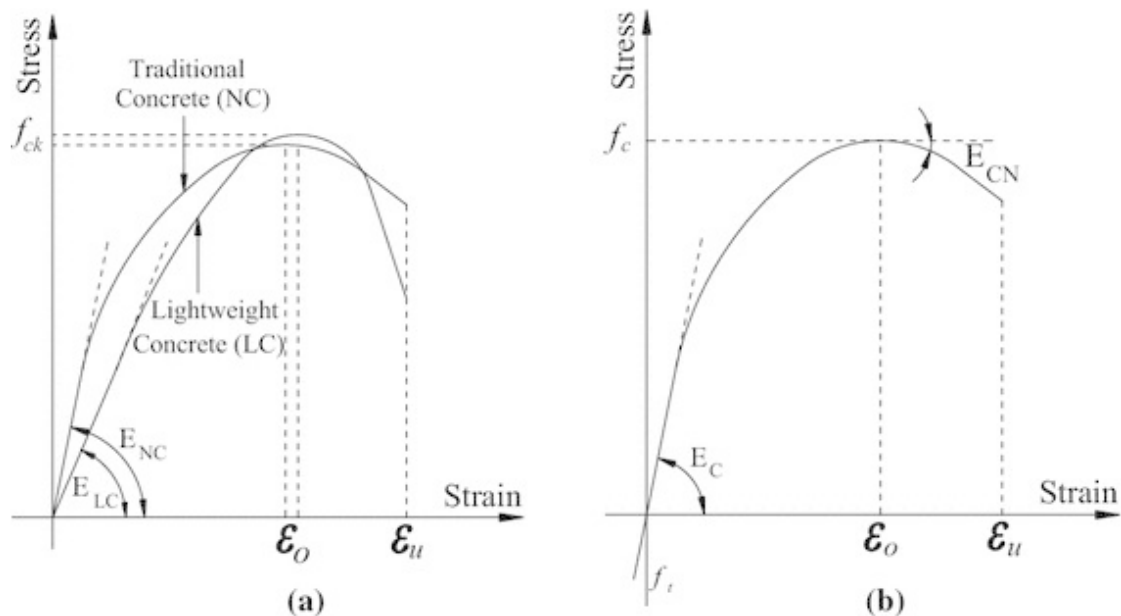 Stress
Traditional
Concrete (NC)
f_ck
Lightweight
Concrete (LC)
E_NC
E_LC
Strain
ε_o
ε_u
(a)
Stress
f_c
E_CN
E_C
Strain
ε_o
ε_u
f_t
(b)